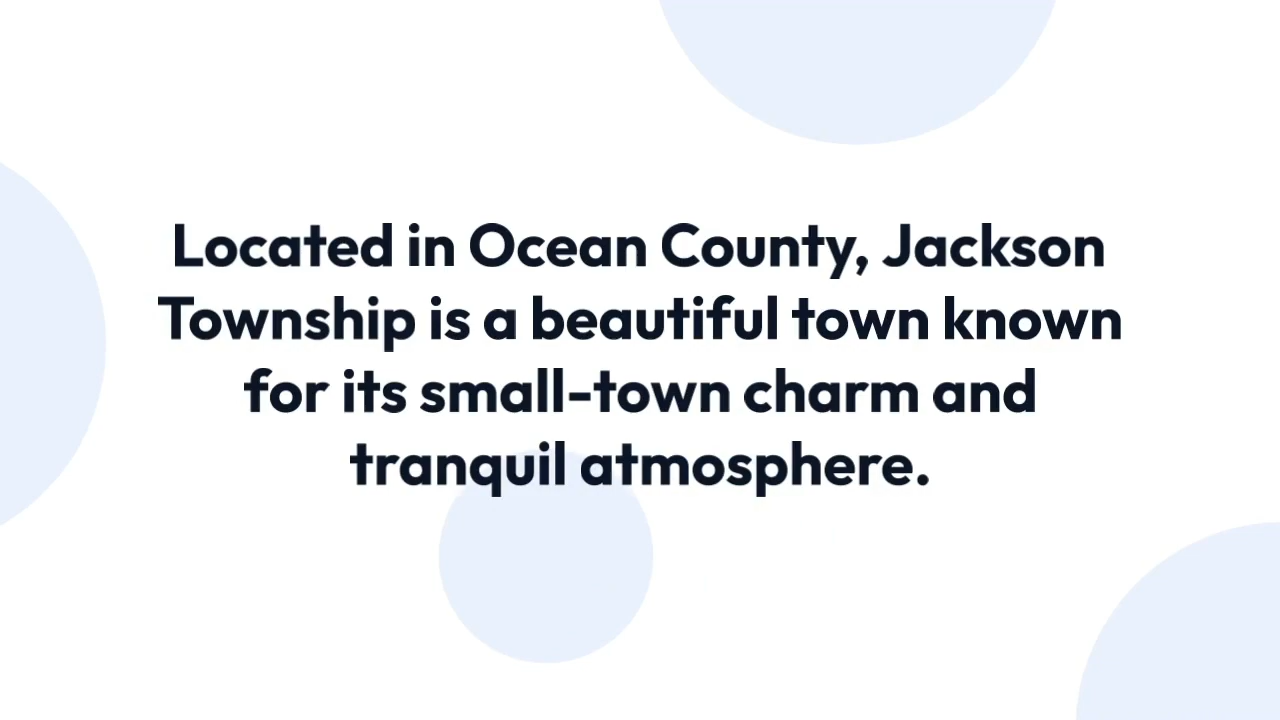 Located in Ocean County, Jackson
Township is a beautiful town known
for its small-town charm and
tranquil atmosphere.